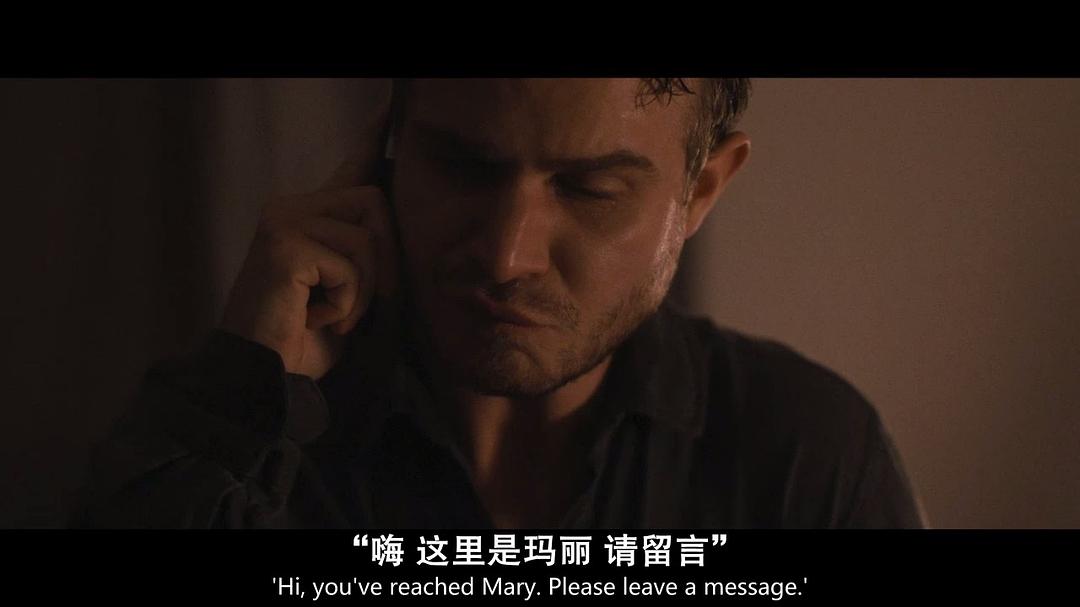 “嗨 这里是玛丽 请留言”
'Hi, you've reached Mary. Please leave a message.'